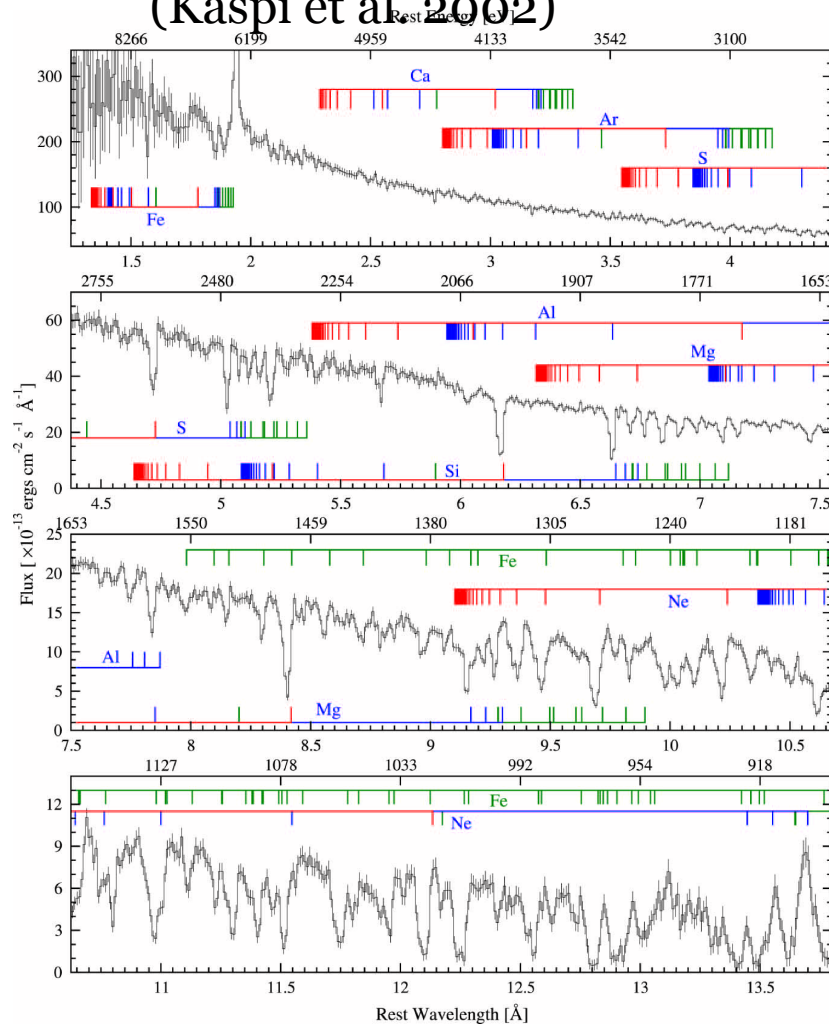 (Kaspi et al. 2002)
Rest Energy [eV]
8266 6199 4959 4133 3542 3100
300
200
100
Ca
Ar
S
Fe
1.5 2 2.5 3 3.5 4
2755 2480 2254 2066 1907 1771 1653
60
40
20
0
Al
Mg
S
Si
4.5 5 5.5 6 6.5 7 7.5
1653 1550 1459 1380 1305 1240 1181
25
20
15
10
5
0
Fe
Ne
Al
Mg
7.5 8 8.5 9 9.5 10 10.5
Flux [ ×10⁻¹³ ergs cm⁻² s⁻¹ Å⁻¹]
1127 1078 1033 992 954 918
12
9
6
3
0
Fe
Ne
11 11.5 12 12.5 13 13.5
Rest Wavelength [Å]